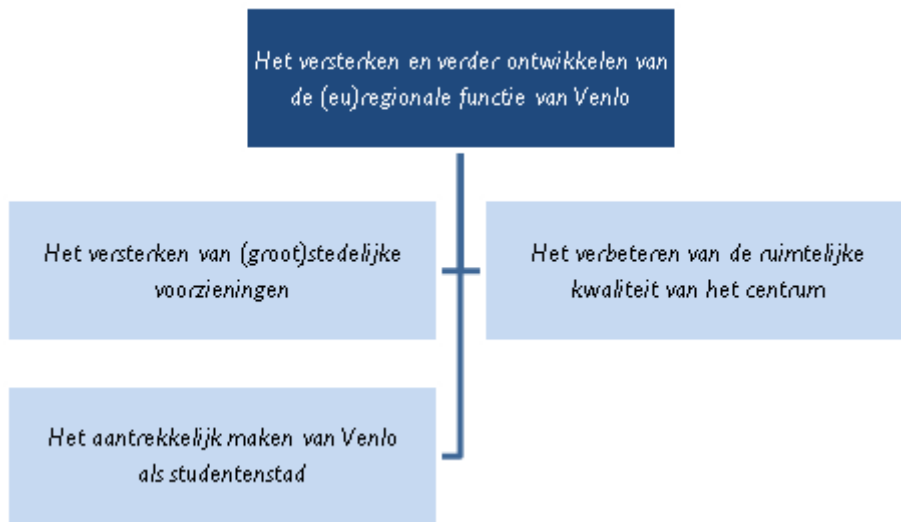 Het versterken en verder ontwikkelen van
de (eu)regionale functie van Venlo
Het versterken van (groot)stedelijke
voorzieningen
Het verbeteren van de ruimtelijke
kwaliteit van het centrum
Het aantrekkelijk maken van Venlo
als studentenstad